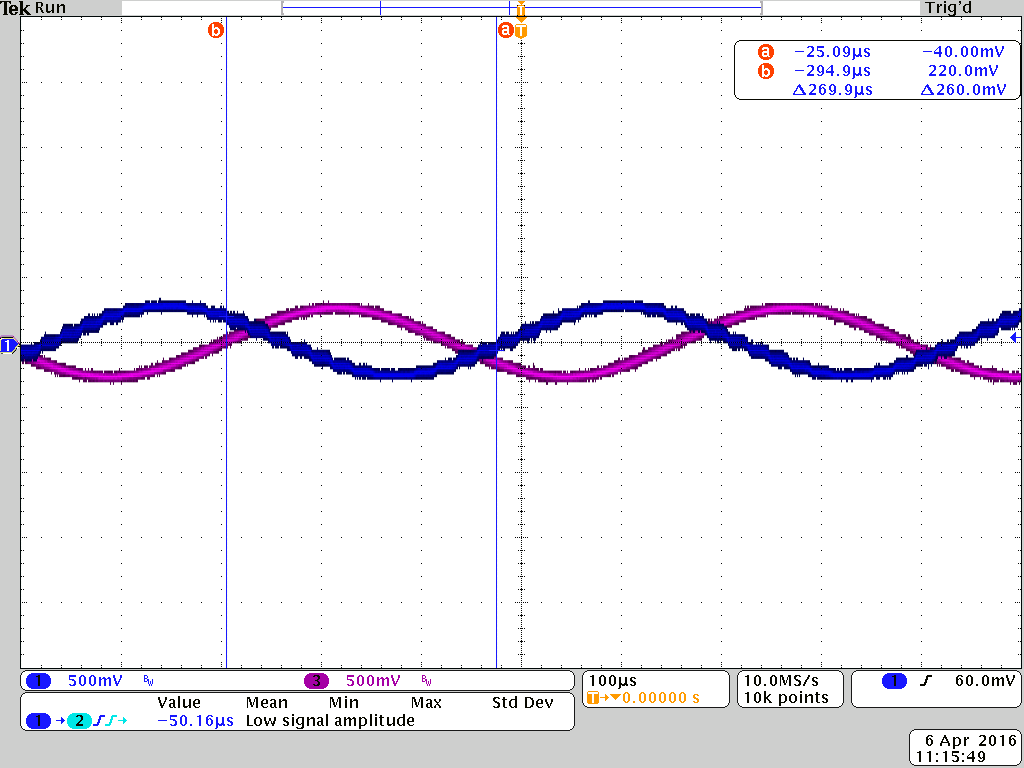 Tek Run Trig'd
T
b a T
a −25.09µs −40.00mV
b −294.9µs 220.0mV
Δ269.9µs Δ260.0mV
1
1 500mV BW 3 500mV BW
100µs
T→▼0.00000 s
10.0MS/s
10k points
1 60.0mV
Value Mean Min Max Std Dev
1 → 2 −50.16µs Low signal amplitude
6 Apr 2016
11:15:49